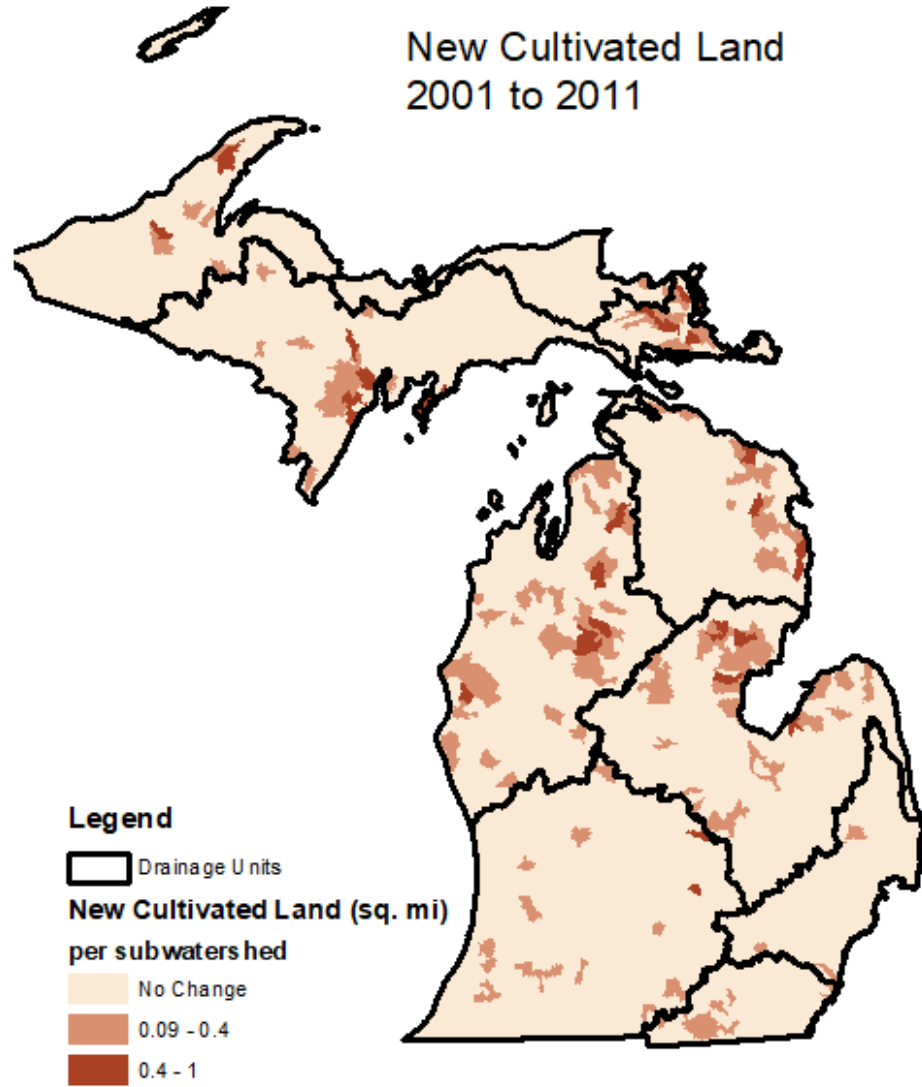 New Cultivated Land
2001 to 2011
Legend
Drainage Units
New Cultivated Land (sq. mi)
per subwatershed
No Change
0.09 - 0.4
0.4 - 1